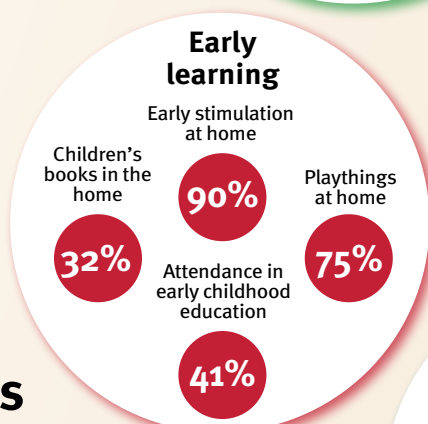 Early
learning
Early stimulation
at home
90%
Children's
books in the
home
32%
Playthings
at home
75%
Attendance in
early childhood
education
41%
s